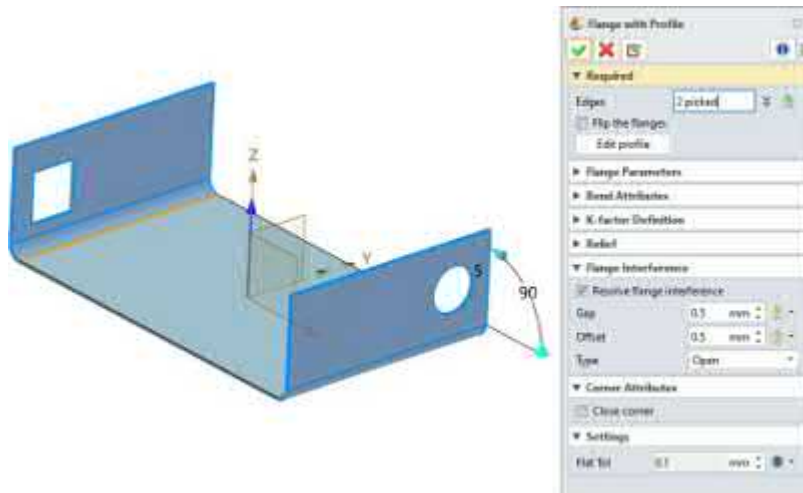 Flange with Profile
Required
Edges 2 picked
Flip the flanges
Edit profile
Flange Parameters
Bend Attributes
K-factor Definition
Relief
Flange Interference
Resolve flange interference
Gap 0.5 mm
Offset 0.5 mm
Type Open
Corner Attributes
Close corner
Settings
Flat Tol 0.1 mm
Z
Y
5
90